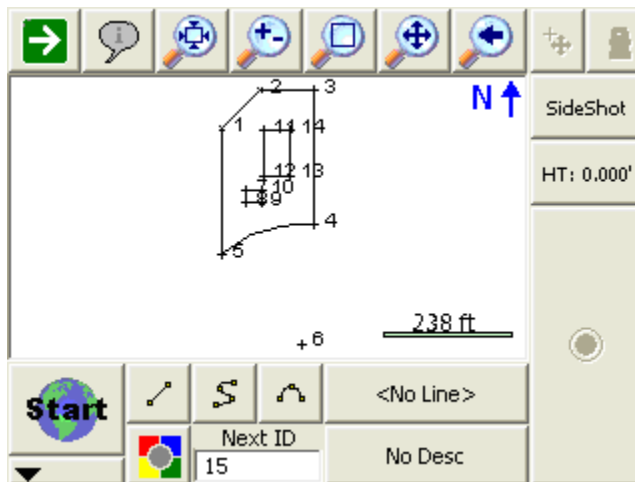 2 3
N
SideShot
1 11 14
HT: 0.000'
12 13
10
8 9
4
5
238 ft
6
Start
<No Line>
Next ID
15
No Desc